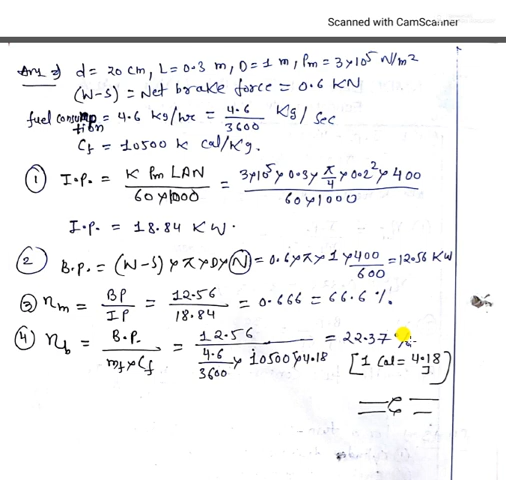 Scanned with CamScanner
Ans ⇒ d = 20 cm, L = 0.3 m, D = 1 m, Pm = 3×10⁵ N/m²
(W-S) = Net brake force = 0.6 KN
fuel consumption = 4.6 kg/hr = 4.6/3600 Kg/sec
Cf = 10500 k cal/Kg.
① I.P. = K Pm LAN / 60×1000 = 3×10⁵ × 0.3 × π/4 × 0.2² × 400 / 60×1000
I.P. = 18.84 KW.
② B.P. = (W-S) × π × D × N = 0.6 × π × 1 × 400/600 = 12.56 KW
③ ηm = BP/IP = 12.56/18.84 = 0.666 = 66.6 %.
④ ηb = B.P./mf×Cf = 12.56 / 4.6/3600 × 10500×4.18 = 22.37 %.
[1 Cal = 4.18 J]